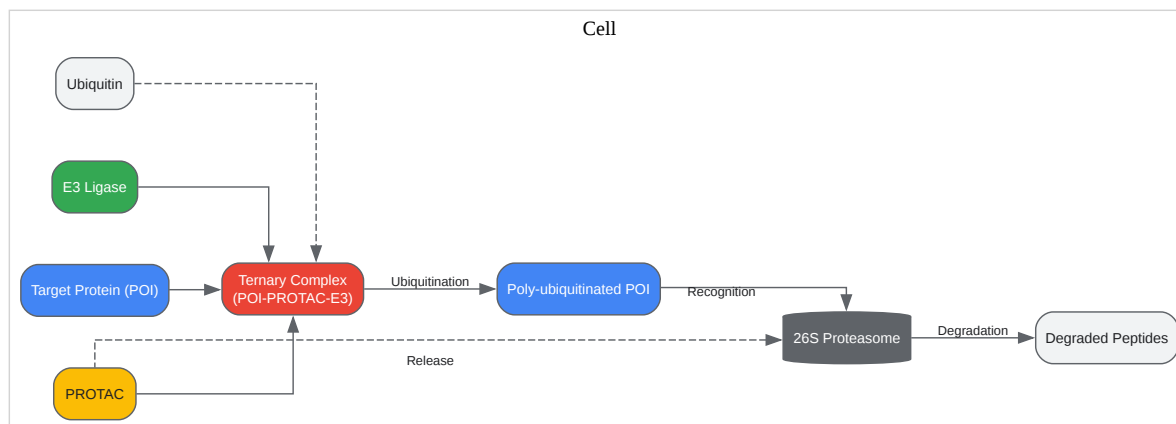 Cell
Ubiquitin
E3 Ligase
Target Protein (POI)
Ternary Complex
(POI-PROTAC-E3)
Ubiquitination
Poly-ubiquitinated POI
Recognition
26S Proteasome
Degradation
Degraded Peptides
Release
PROTAC